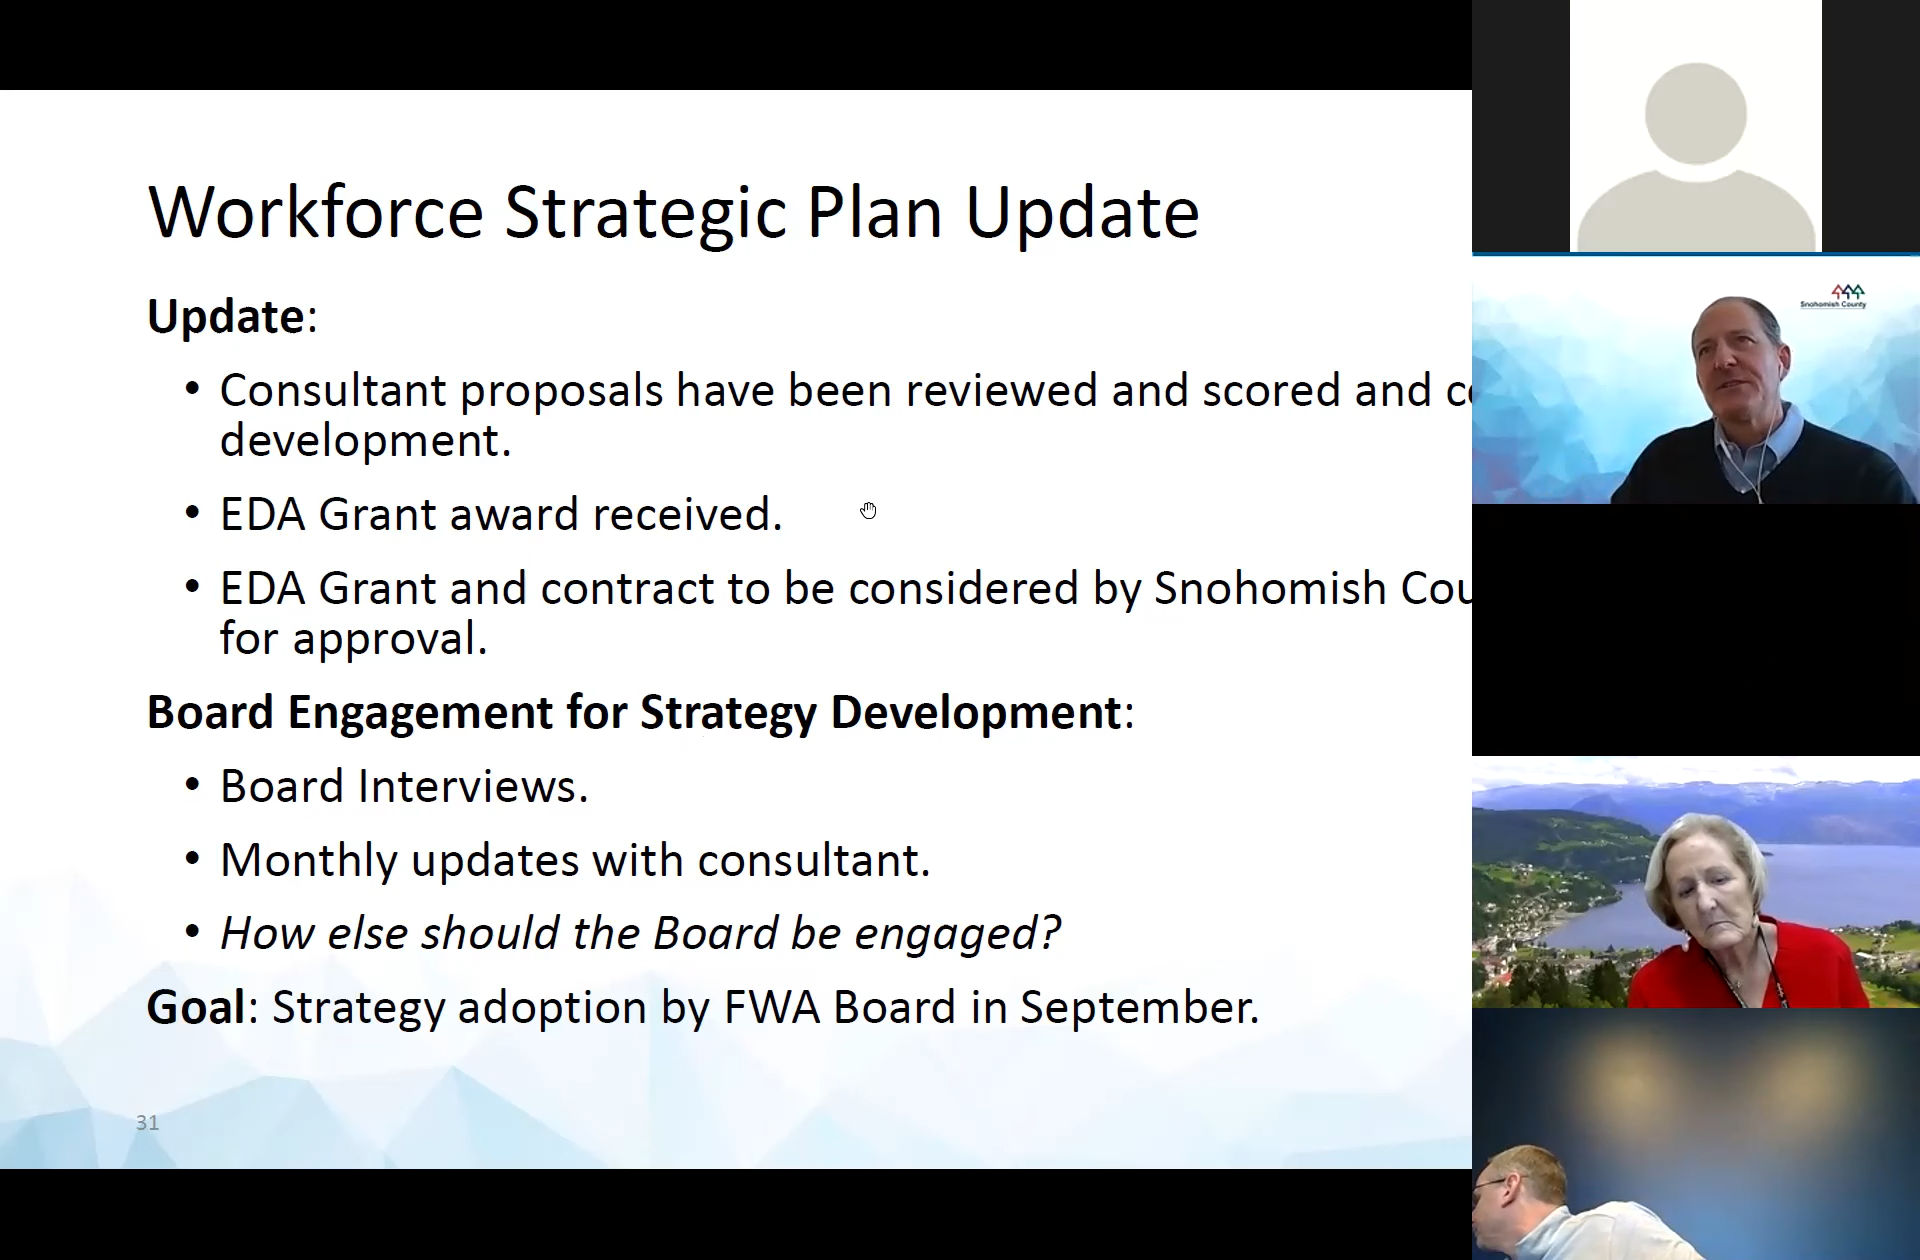 Workforce Strategic Plan Update
Update:
• Consultant proposals have been reviewed and scored and
development.
• EDA Grant award received.
• EDA Grant and contract to be considered by Snohomish
for approval.
Board Engagement for Strategy Development:
• Board Interviews.
• Monthly updates with consultant.
• How else should the Board be engaged?
Goal: Strategy adoption by FWA Board in September.
31
Snohomish County